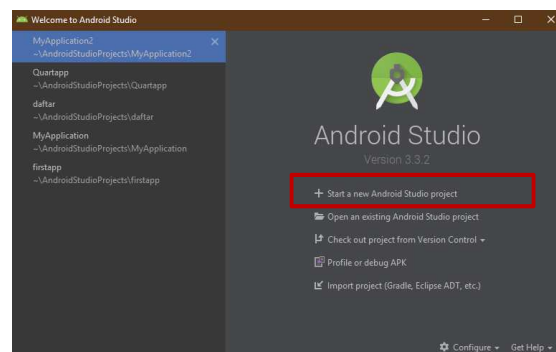 Welcome to Android Studio
MyApplication2
~\AndroidStudioProjects\MyApplication2
Quartapp
~\AndroidStudioProjects\Quartapp
daftar
~\AndroidStudioProjects\daftar
MyApplication
~\AndroidStudioProjects\MyApplication
firstapp
~\AndroidStudioProjects\firstapp
Android Studio
Version 3.3.2
Start a new Android Studio project
Open an existing Android Studio project
Check out project from Version Control
Profile or debug APK
Import project (Gradle, Eclipse ADT, etc.)
Configure Get Help